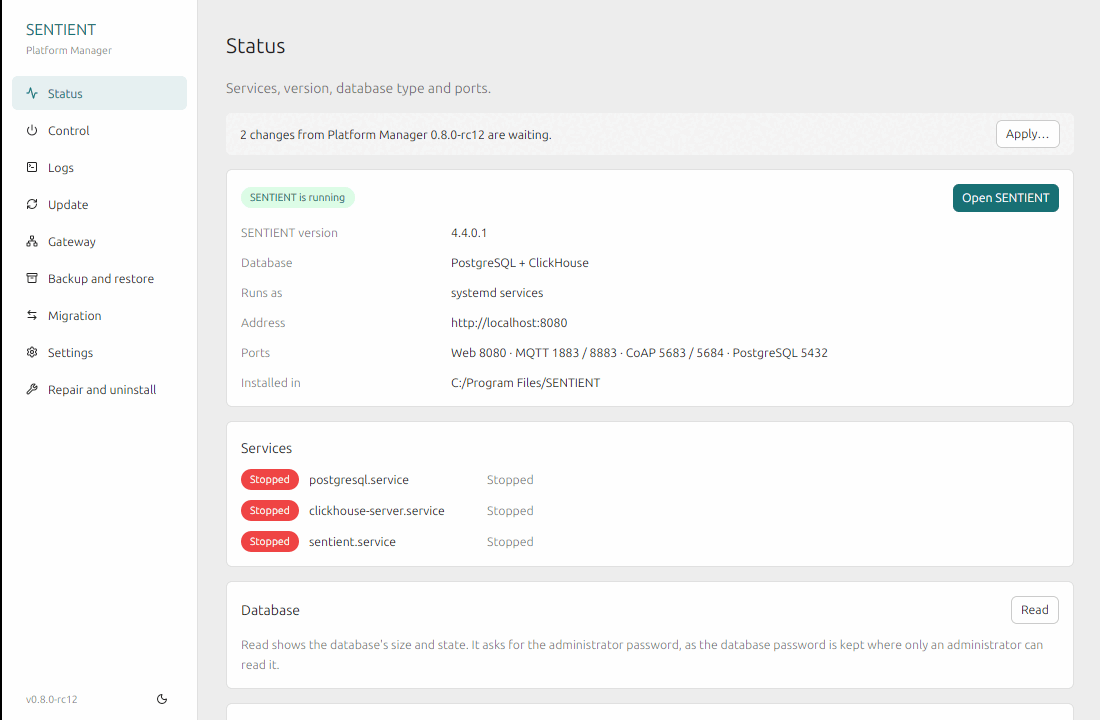 SENTIENT
Platform Manager
Status
Control
Logs
Update
Gateway
Backup and restore
Migration
Settings
Repair and uninstall
v0.8.0-rc12
Status
Services, version, database type and ports.
2 changes from Platform Manager 0.8.0-rc12 are waiting.
Apply...
SENTIENT is running
Open SENTIENT
SENTIENT version 4.4.0.1
Database PostgreSQL + ClickHouse
Runs as systemd services
Address http://localhost:8080
Ports Web 8080 · MQTT 1883 / 8883 · CoAP 5683 / 5684 · PostgreSQL 5432
Installed in C:/Program Files/SENTIENT
Services
Stopped postgresql.service Stopped
Stopped clickhouse-server.service Stopped
Stopped sentient.service Stopped
Database
Read
Read shows the database's size and state. It asks for the administrator password, as the database password is kept where only an administrator can
read it.